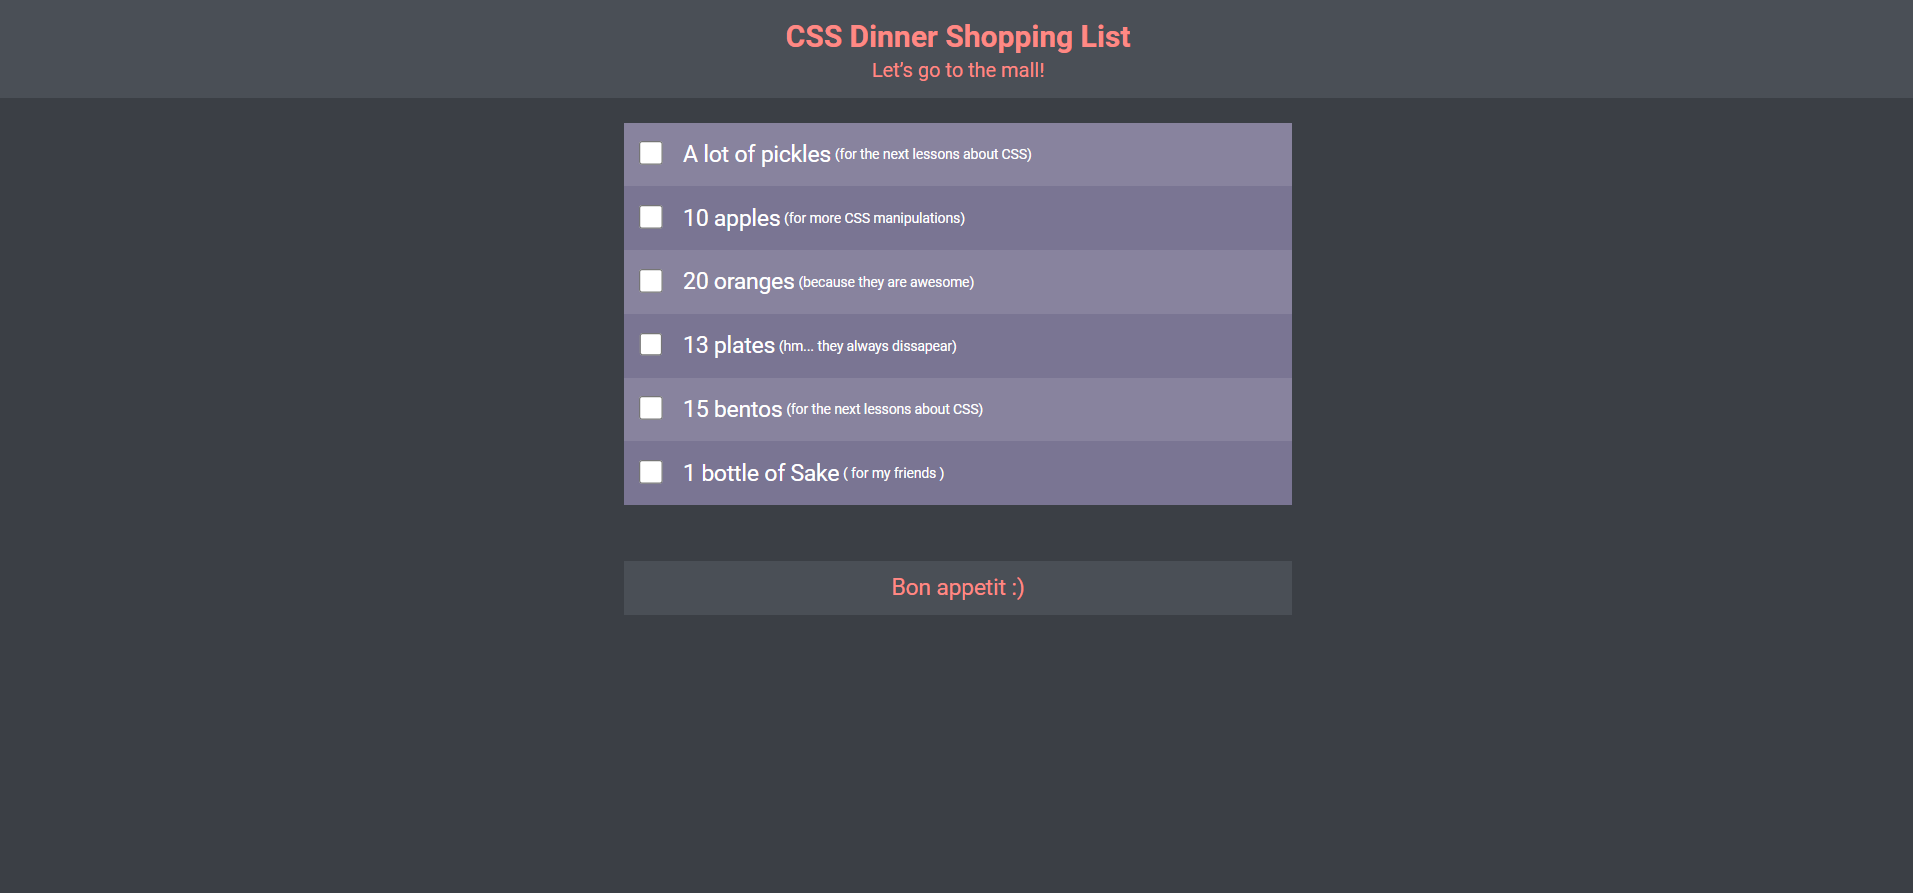 CSS Dinner Shopping List
Let's go to the mall!
A lot of pickles (for the next lessons about CSS)
10 apples (for more CSS manipulations)
20 oranges (because they are awesome)
13 plates (hm... they always dissapear)
15 bentos (for the next lessons about CSS)
1 bottle of Sake ( for my friends )
Bon appetit :)